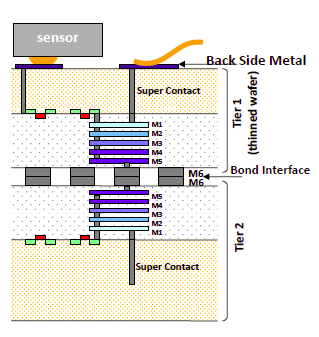 sensor
Back Side Metal
Super Contact
Tier 1
(thinned wafer)
M1
M2
M3
M4
M5
M6
M6
Bond Interface
M5
M4
M3
M2
M1
Tier 2
Super Contact